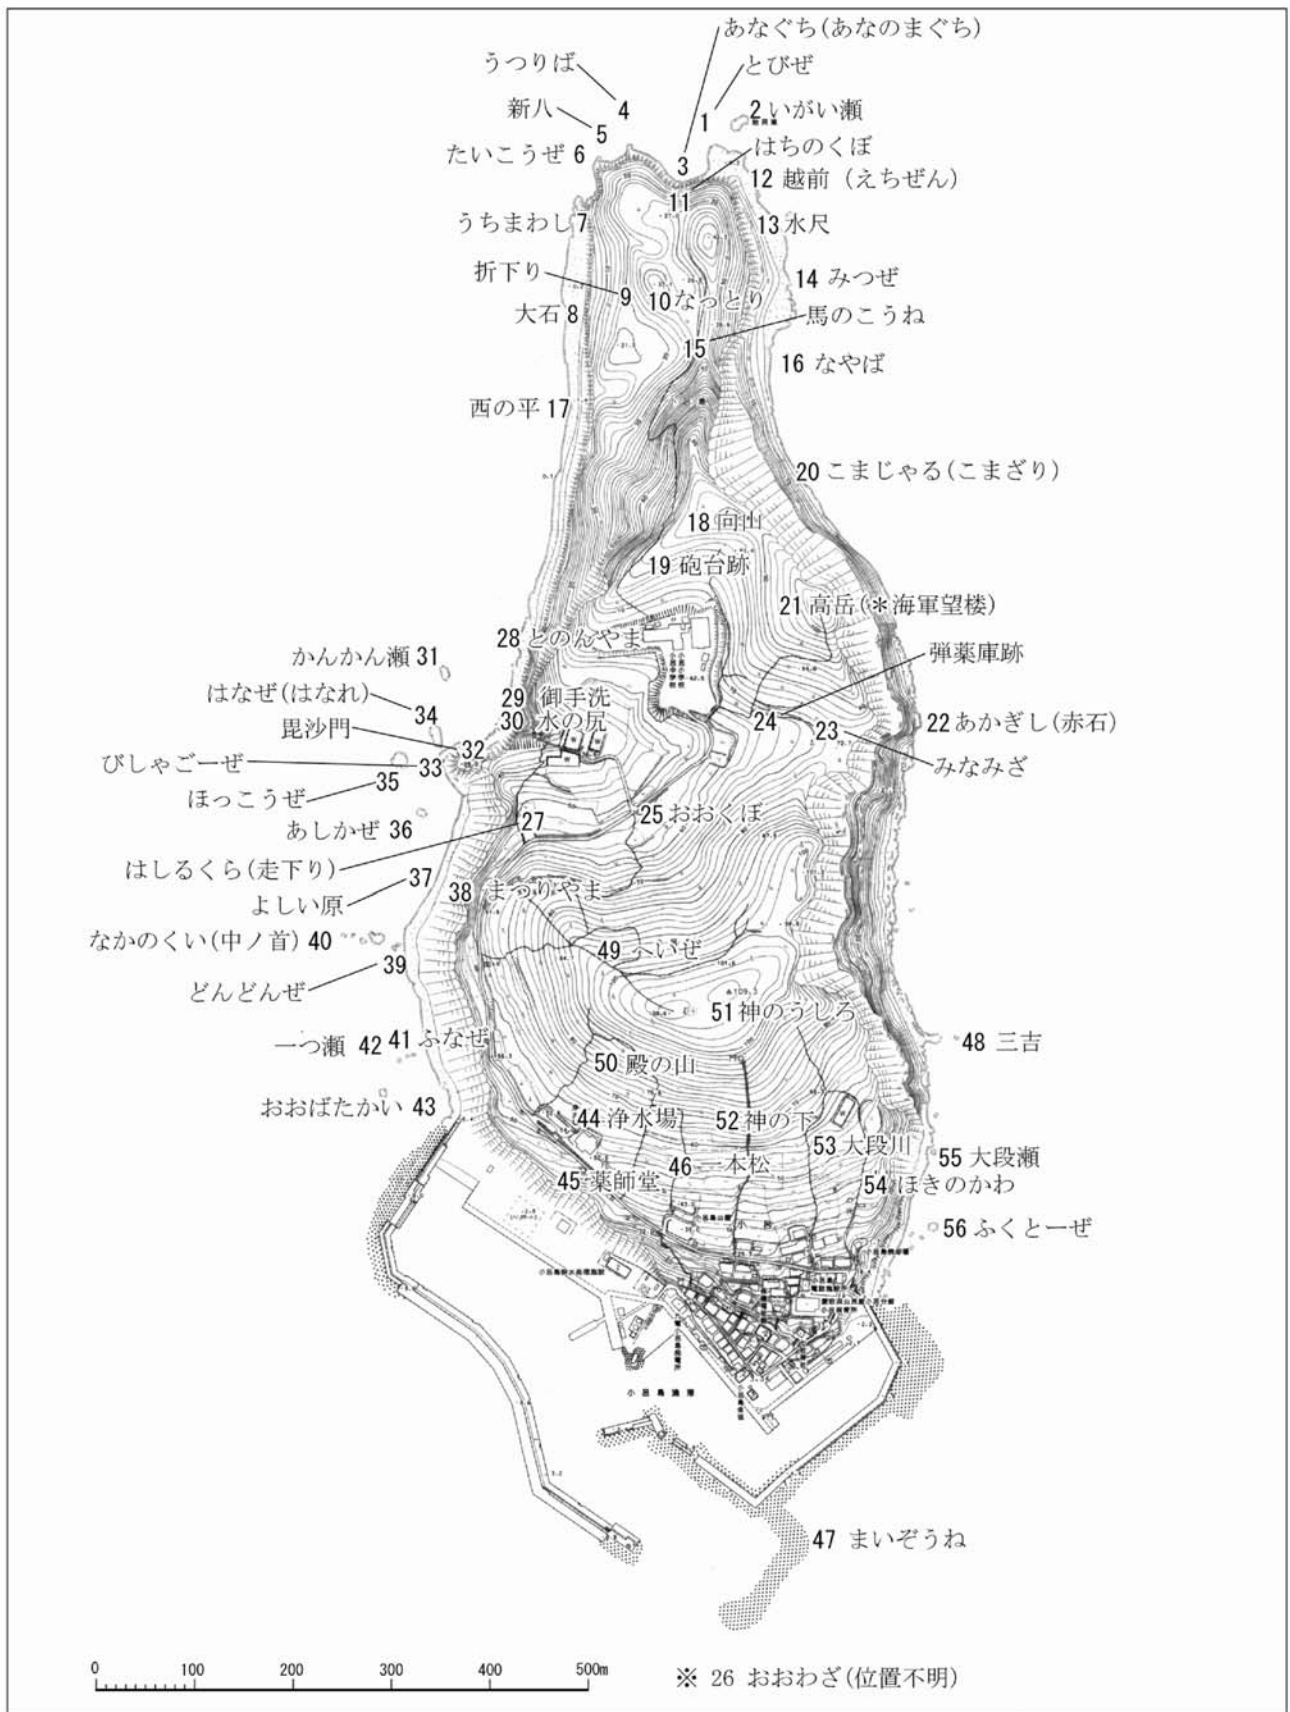 あなぐち(あなのまぐち)
とびぜ
うつりば
4
1
2 いがい瀬
新八
5
はちのくぼ
たいこうぜ 6
3
12 越前 (えちぜん)
11
うちまわし 7
13 水尺
折下り
9
10 なっとり
14 みつぜ
大石 8
馬のこうね
15
16 なやば
西の平 17
20 こまじゃる(こまざり)
18 向山
19 砲台跡
21 高岳(*海軍望楼)
28 とのんやま
弾薬庫跡
かんかん瀬 31
はなぜ(はなれ)
34
29 御手洗
30 水の尻
24
23
22 あかぎし(赤石)
毘沙門
32
びしゃごーぜ
33
みなみざ
ほっこうぜ
35
25 おおくぼ
あしかぜ 36
27
はしるくら(走下り)
37
38 まつりやま
よしい原
なかのくい(中ノ首) 40
49 へいぜ
39
どんどんぜ
51 神のうしろ
一つ瀬 42
41 ふなぜ
48 三吉
50 殿の山
おおばたかい 43
44 浄水場
52 神の下
53 大段川
55 大段瀬
46 一本松
45 薬師堂
54 ほきのかわ
56 ふくとーぜ
小呂島漁港
47 まいぞうね
0 100 200 300 400 500m
※ 26 おおわざ(位置不明)